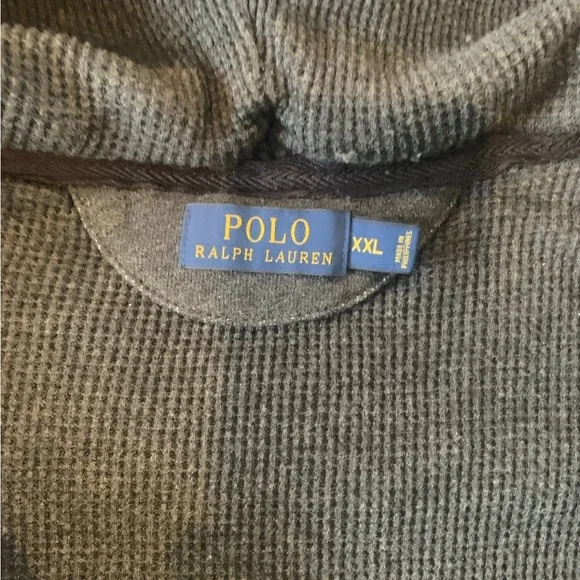 POLO
RALPH LAUREN
XXL
MADE IN
PHILIPPINES